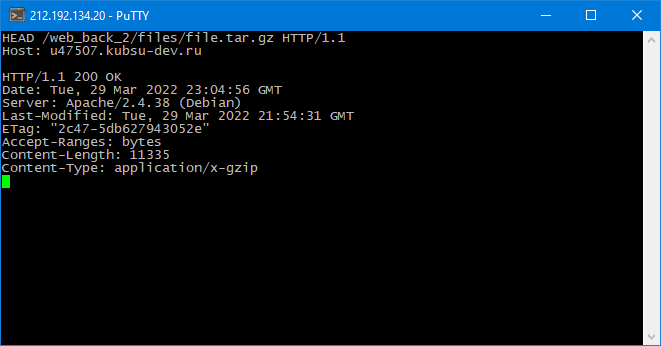 212.192.134.20 - PuTTY
HEAD /web_back_2/files/file.tar.gz HTTP/1.1
Host: u47507.kubsu-dev.ru
HTTP/1.1 200 OK
Date: Tue, 29 Mar 2022 23:04:56 GMT
Server: Apache/2.4.38 (Debian)
Last-Modified: Tue, 29 Mar 2022 21:54:31 GMT
ETag: "2c47-5db627943052e"
Accept-Ranges: bytes
Content-Length: 11335
Content-Type: application/x-gzip